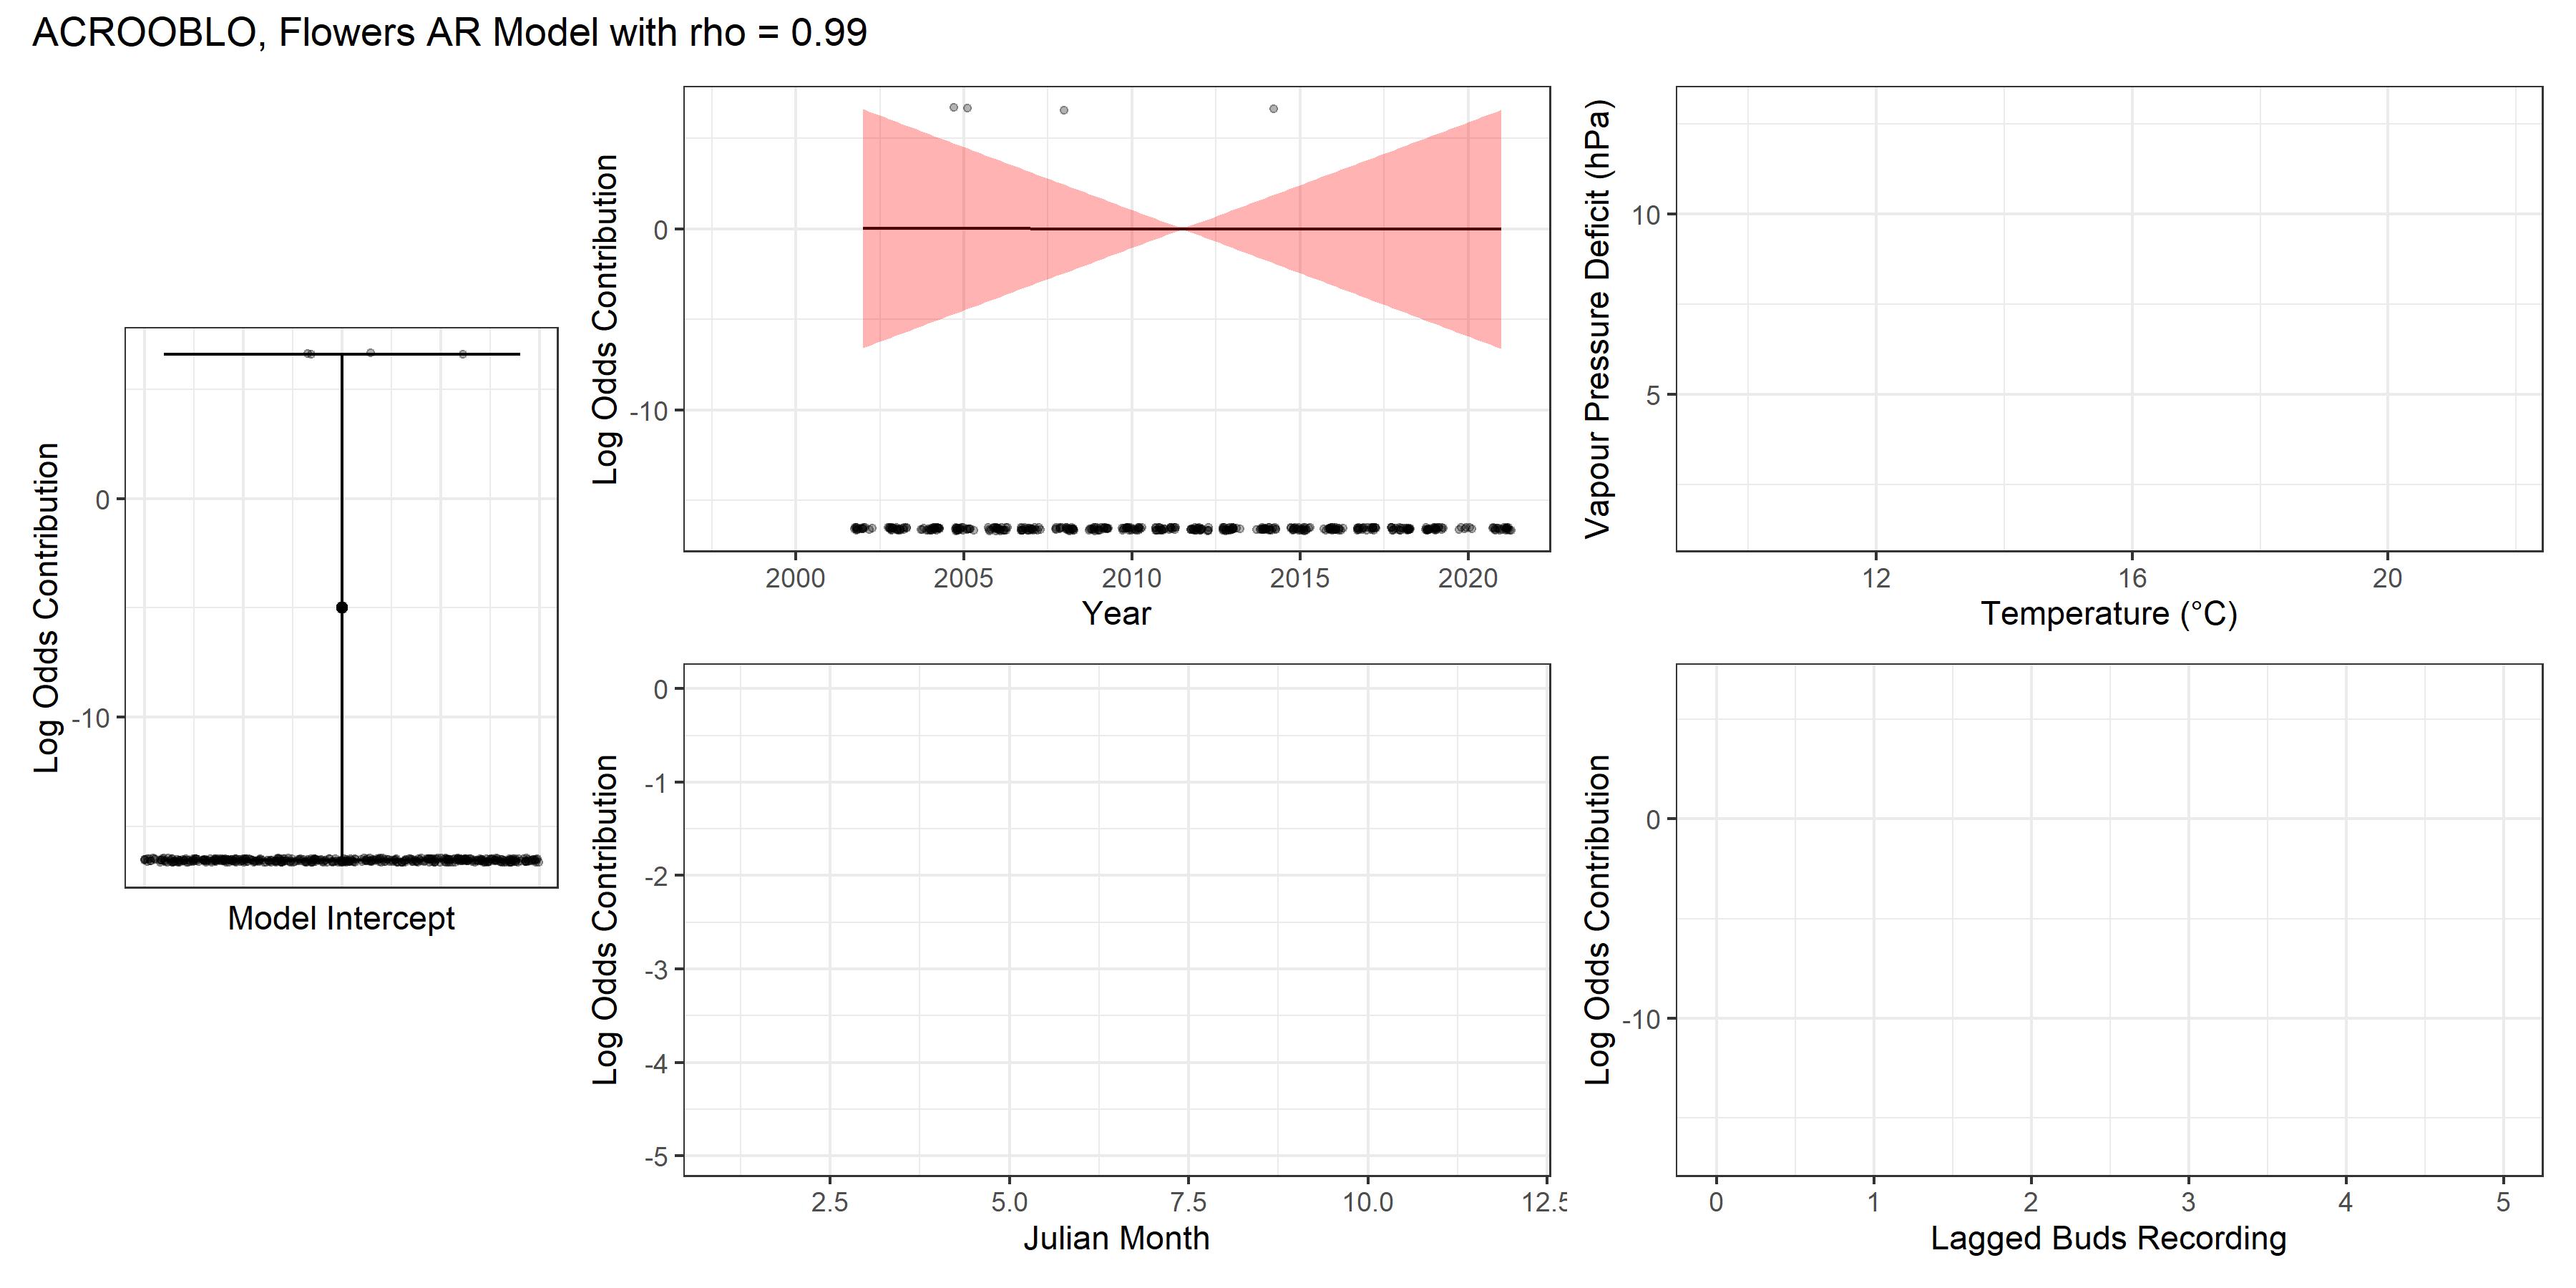 ACROOBLO, Flowers AR Model with rho = 0.99
Log Odds Contribution
0
-10
Model Intercept
Log Odds Contribution
0
-10
2000 2005 2010 2015 2020
Year
Vapour Pressure Deficit (hPa)
10
5
12 16 20
Temperature (°C)
Log Odds Contribution
0
-1
-2
-3
-4
-5
2.5 5.0 7.5 10.0 12.5
Julian Month
Log Odds Contribution
0
-10
0 1 2 3 4 5
Lagged Buds Recording